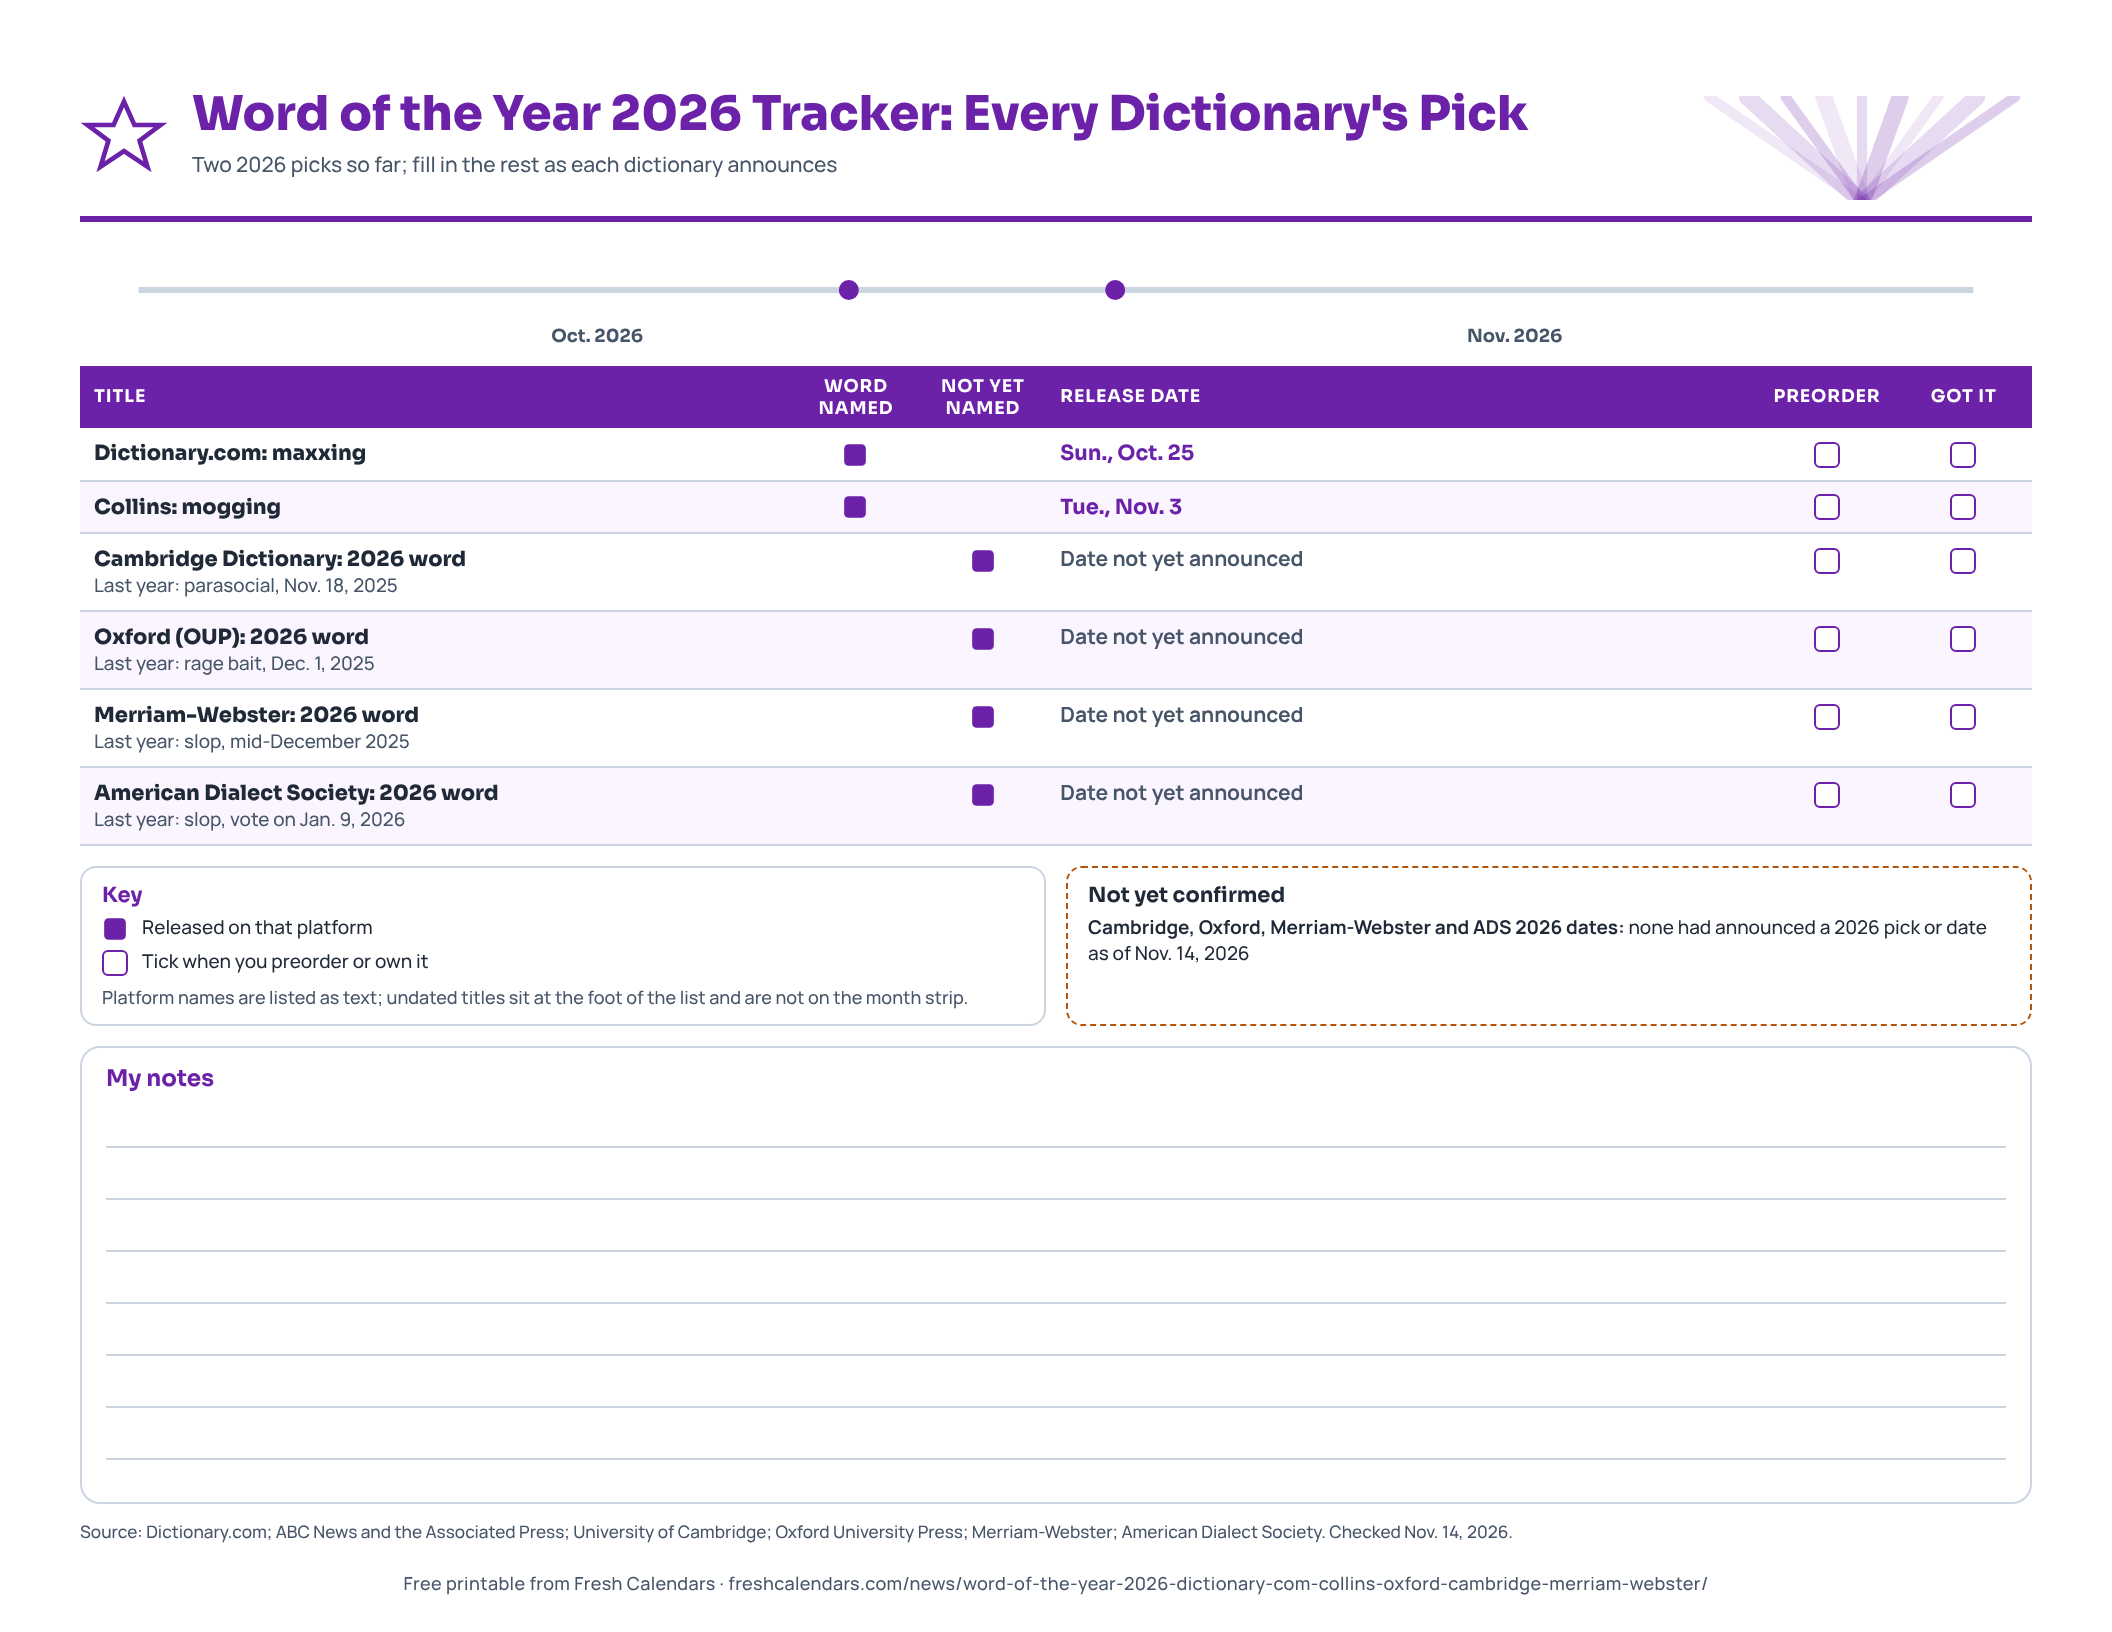 Word of the Year 2026 Tracker: Every Dictionary's Pick
Two 2026 picks so far; fill in the rest as each dictionary announces
Oct. 2026
Nov. 2026
TITLE
WORD NAMED
NOT YET NAMED
RELEASE DATE
PREORDER
GOT IT
Dictionary.com: maxxing
Sun., Oct. 25
Collins: mogging
Tue., Nov. 3
Cambridge Dictionary: 2026 word
Date not yet announced
Last year: parasocial, Nov. 18, 2025
Oxford (OUP): 2026 word
Date not yet announced
Last year: rage bait, Dec. 1, 2025
Merriam-Webster: 2026 word
Date not yet announced
Last year: slop, mid-December 2025
American Dialect Society: 2026 word
Date not yet announced
Last year: slop, vote on Jan. 9, 2026
Key
Released on that platform
Tick when you preorder or own it
Platform names are listed as text; undated titles sit at the foot of the list and are not on the month strip.
Not yet confirmed
Cambridge, Oxford, Merriam-Webster and ADS 2026 dates: none had announced a 2026 pick or date
as of Nov. 14, 2026
My notes
Source: Dictionary.com; ABC News and the Associated Press; University of Cambridge; Oxford University Press; Merriam-Webster; American Dialect Society. Checked Nov. 14, 2026.
Free printable from Fresh Calendars · freshcalendars.com/news/word-of-the-year-2026-dictionary-com-collins-oxford-cambridge-merriam-webster/